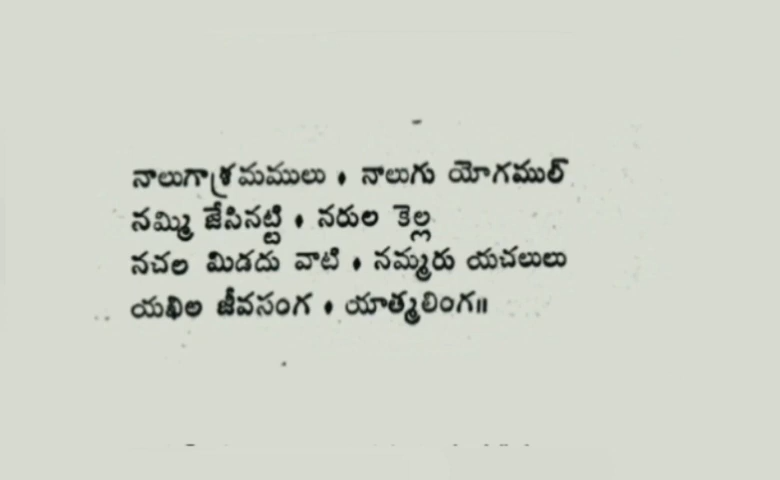 నాలుగాశ్రమములు ♦ నాలుగు యోగముల్
నమ్మి జేసినట్టి ♦ నరుల కెల్ల
నచల మిడదు వాటి ♦ నమ్మరు యచలులు
యఖిల జీవసంగ ♦ యాత్మలింగ॥